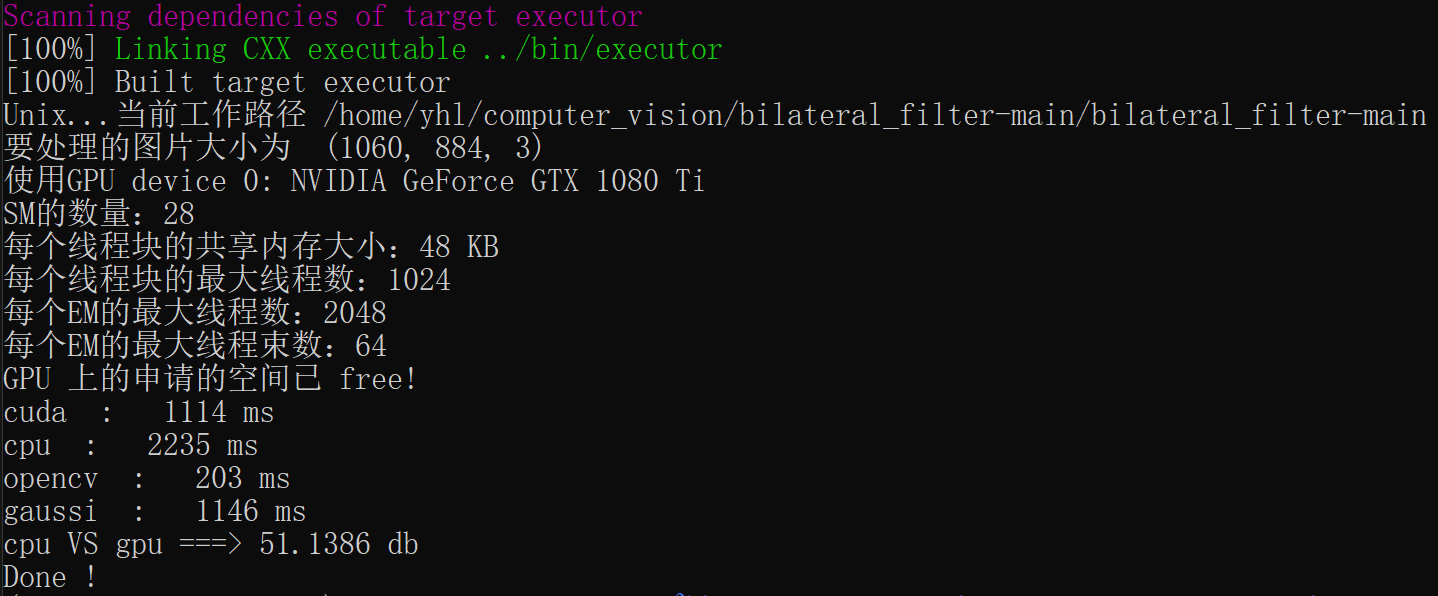 Scanning dependencies of target executor
[100%] Linking CXX executable ../bin/executor
[100%] Built target executor
Unix...当前工作路径 /home/yhl/computer_vision/bilateral_filter-main/bilateral_filter-main
要处理的图片大小为 (1060, 884, 3)
使用GPU device 0: NVIDIA GeForce GTX 1080 Ti
SM的数量：28
每个线程块的共享内存大小：48 KB
每个线程块的最大线程数：1024
每个EM的最大线程数：2048
每个EM的最大线程束数：64
GPU 上的申请的空间已 free!
cuda : 1114 ms
cpu : 2235 ms
opencv : 203 ms
gaussi : 1146 ms
cpu VS gpu ===> 51.1386 db
Done !